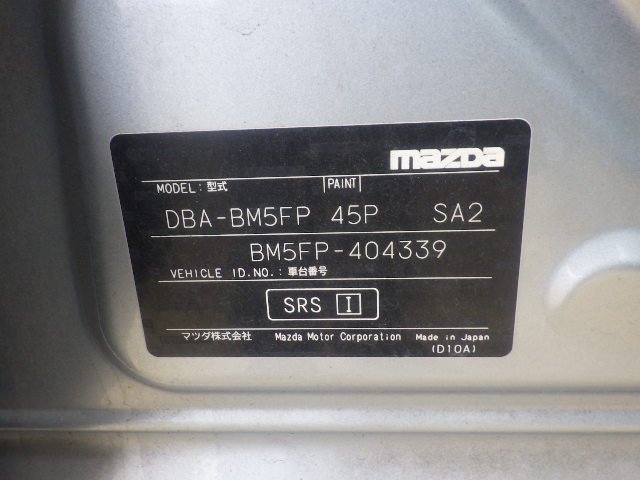 mazda
MODEL: 型式 PAINT
DBA-BM5FP 45P SA2
BM5FP-404339
VEHICLE ID.NO.: 車台番号
SRS I
マツダ株式会社 Mazda Motor Corporation Made in Japan
(D10A)